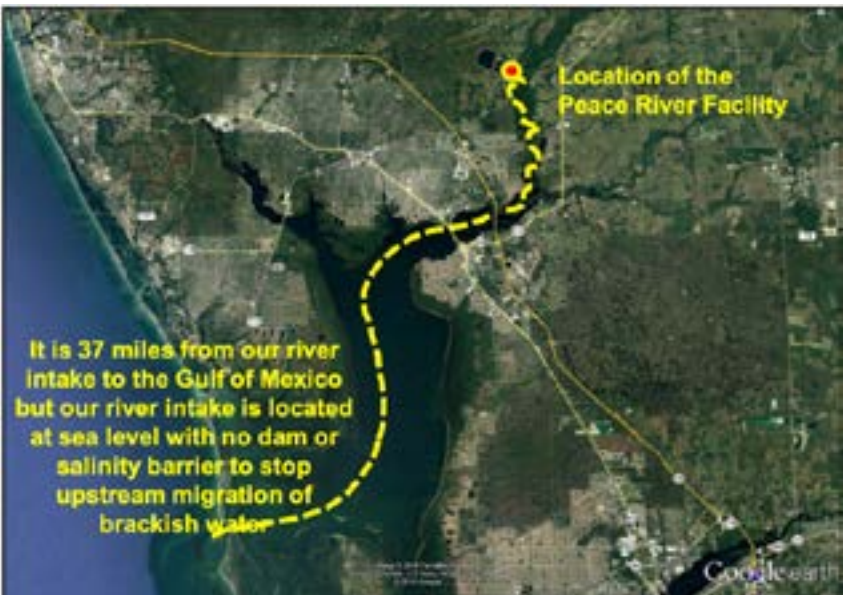 Location of the
Peace River Facility
It is 37 miles from our river
intake to the Gulf of Mexico
but our river intake is located
at sea level with no dam or
salinity barrier to stop
upstream migration of
brackish water
Google earth